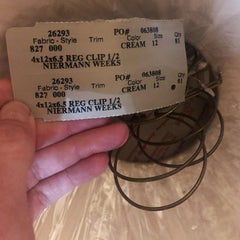 26293 PO# 063808
Fabric - Style Trim Color Size Qty
827 000 CREAM 12 81
4x12x6.5 REG CLIP 1/2
NIERMANN WEEKS
26293 PO# 063808
Fabric - Style Trim Color Size Qty
827 000 CREAM 12
4x12x6.5 REG CLIP 1/2
NIERMANN WEEKS